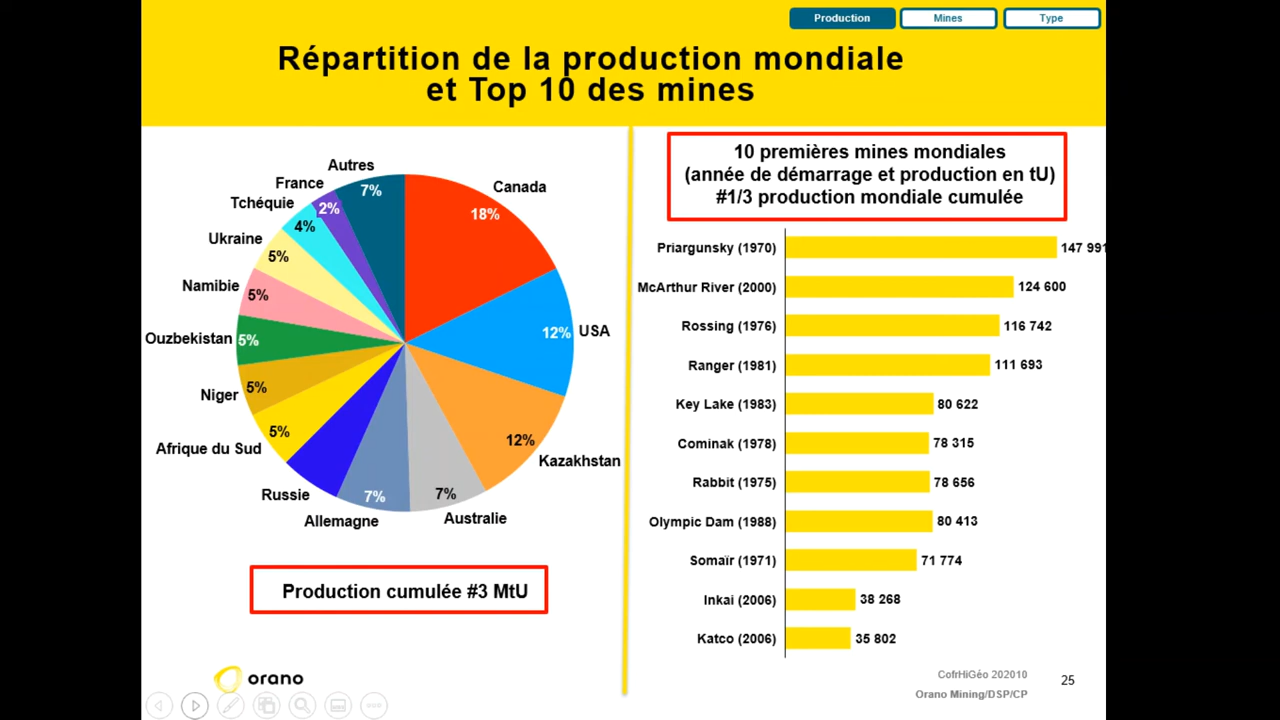 Production
Mines
Type
Répartition de la production mondiale
et Top 10 des mines
Autres
7%
France
2%
Tchéquie
4%
Ukraine
5%
Namibie
5%
Ouzbekistan
5%
Niger
5%
Afrique du Sud
5%
Russie
Allemagne
7%
Australie
7%
Kazakhstan
12%
USA
12%
Canada
18%
Production cumulée #3 MtU
10 premières mines mondiales
(année de démarrage et production en tU)
#1/3 production mondiale cumulée
Priargunsky (1970) 147 991
McArthur River (2000) 124 600
Rossing (1976) 116 742
Ranger (1981) 111 693
Key Lake (1983) 80 622
Cominak (1978) 78 315
Rabbit (1975) 78 656
Olympic Dam (1988) 80 413
Somaïr (1971) 71 774
Inkai (2006) 38 268
Katco (2006) 35 802
orano
CofrHiGéo 202010
Orano Mining/DSP/CP
25